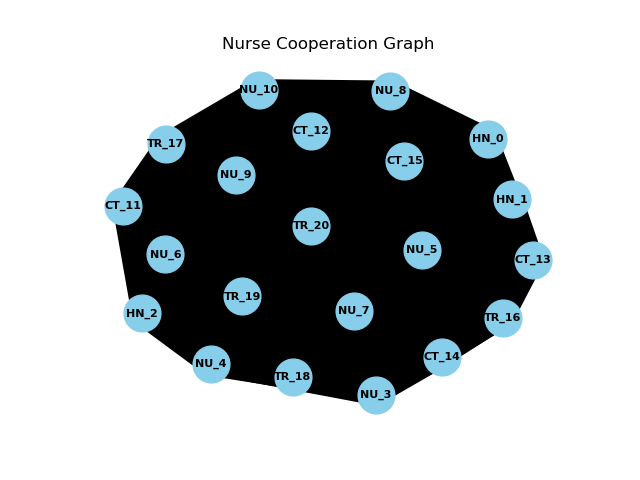 Nurse Cooperation Graph
NU_10
NU_8
CT_12
HN_0
TR_17
CT_15
NU_9
HN_1
CT_11
TR_20
NU_5
NU_6
CT_13
TR_19
NU_7
HN_2
TR_16
CT_14
NU_4
TR_18
NU_3